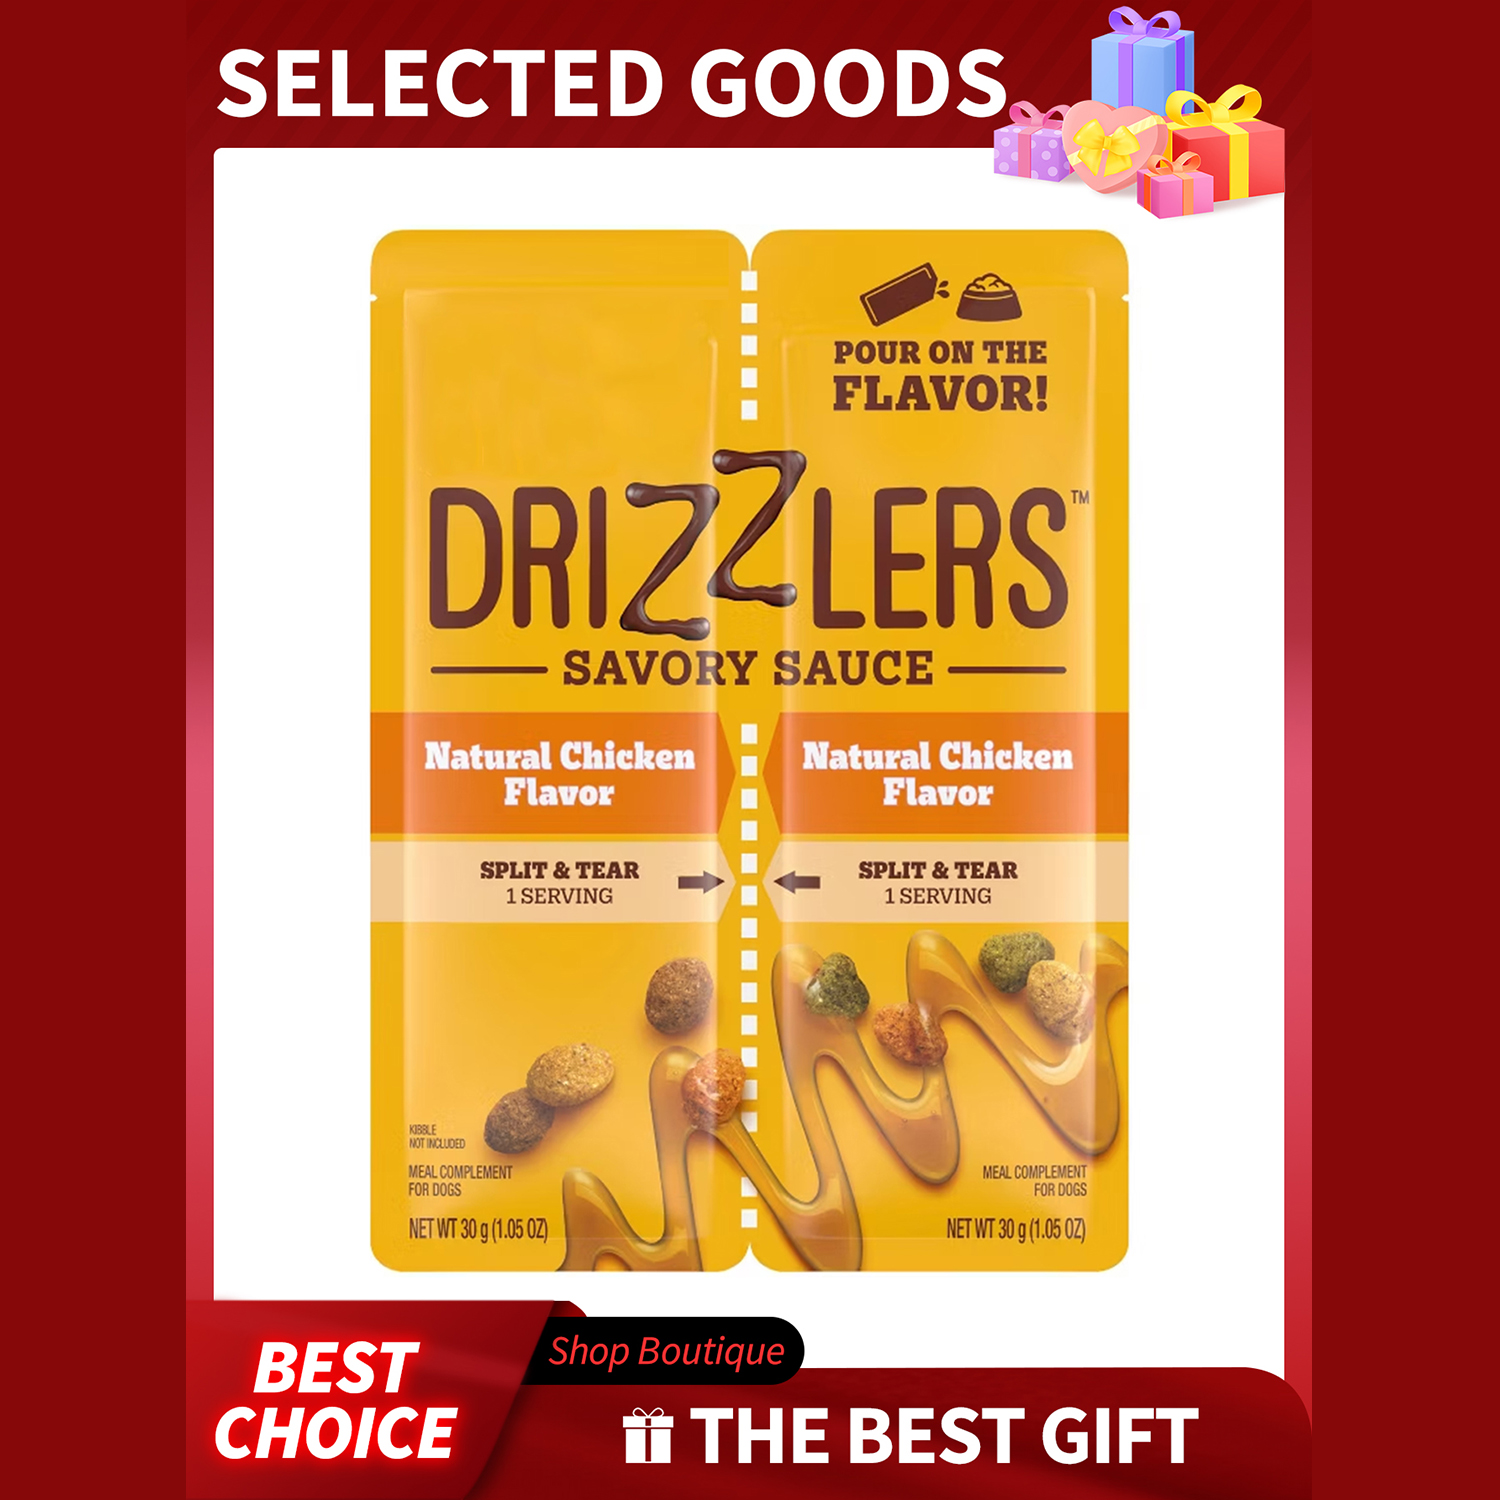 SELECTED GOODS
POUR ON THE
FLAVOR!
DRIZZLERS™
SAVORY SAUCE
Natural Chicken
Flavor
Natural Chicken
Flavor
SPLIT & TEAR
1 SERVING
SPLIT & TEAR
1 SERVING
KIBBLE
NOT INCLUDED
MEAL COMPLEMENT
FOR DOGS
NET WT 30 g (1.05 OZ)
MEAL COMPLEMENT
FOR DOGS
NET WT 30 g (1.05 OZ)
BEST
CHOICE
Shop Boutique
THE BEST GIFT